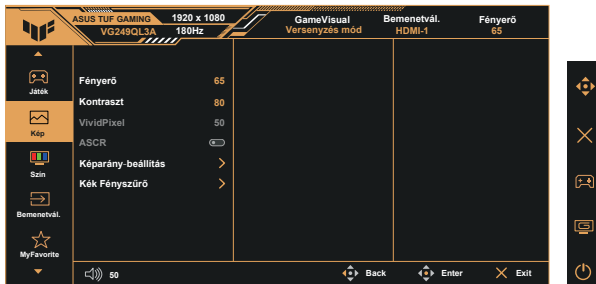 ASUS TUF GAMING 1920 x 1080
VG249QL3A 180Hz
GameVisual
Versenyzés mód
Bemenetvál.
HDMI-1
Fényerő
65
Játék
Kép
Szín
Bemenetvál.
MyFavorite
Fényerő 65
Kontraszt 80
VividPixel 50
ASCR
Képarány-beállítás
Kék Fényszűrő
50
Back
Enter
Exit